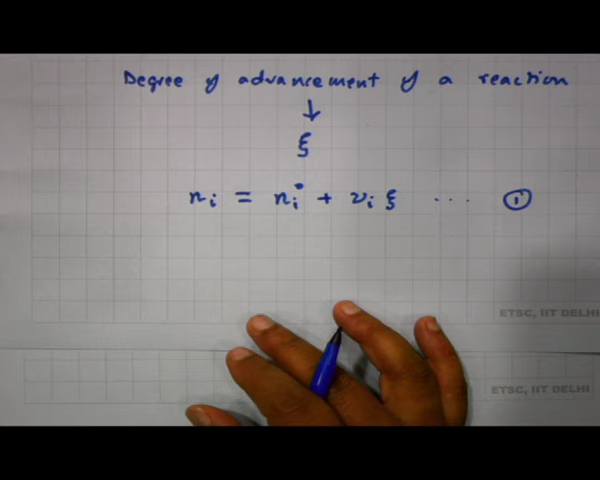 Degree of advancement of a reaction
↓
ξ
nᵢ = nᵢ° + νᵢ ξ ... ①
ETSC, IIT DELHI
ETSC, IIT DELHI